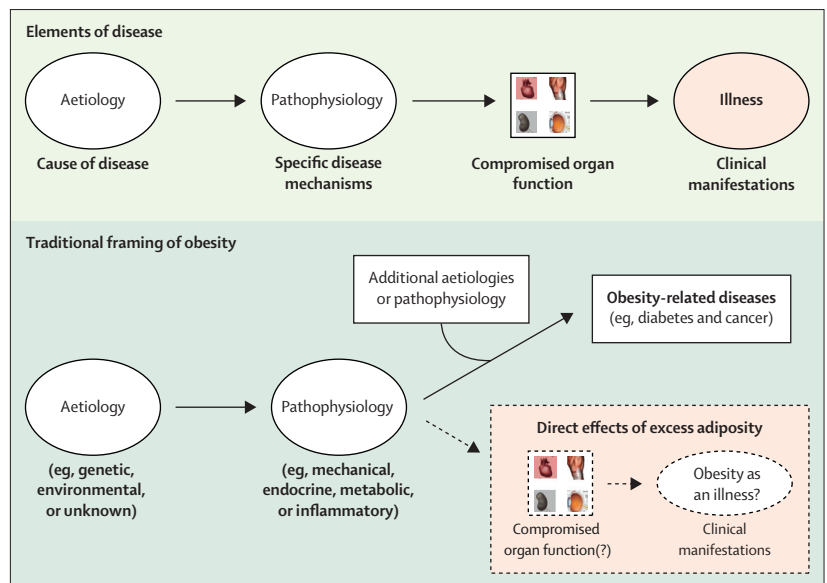 Elements of disease
Aetiology
Pathophysiology
Illness
Cause of disease
Specific disease
mechanisms
Compromised organ
function
Clinical
manifestations
Traditional framing of obesity
Additional aetiologies
or pathophysiology
Obesity-related diseases
(eg, diabetes and cancer)
Aetiology
Pathophysiology
(eg, genetic,
environmental,
or unknown)
(eg, mechanical,
endocrine, metabolic,
or inflammatory)
Direct effects of excess adiposity
Obesity as
an illness?
Compromised
organ function(?)
Clinical
manifestations